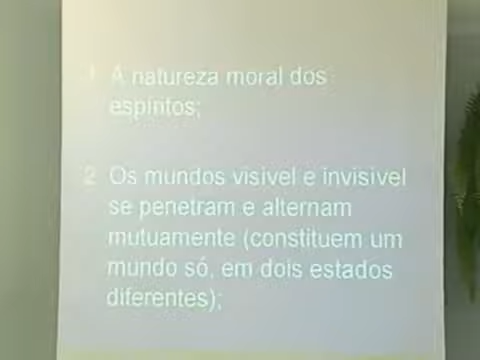 1 A natureza moral dos
espíritos;
2 Os mundos visível e invisível
se penetram e alternam
mutuamente (constituem um
mundo só, em dois estados
diferentes);